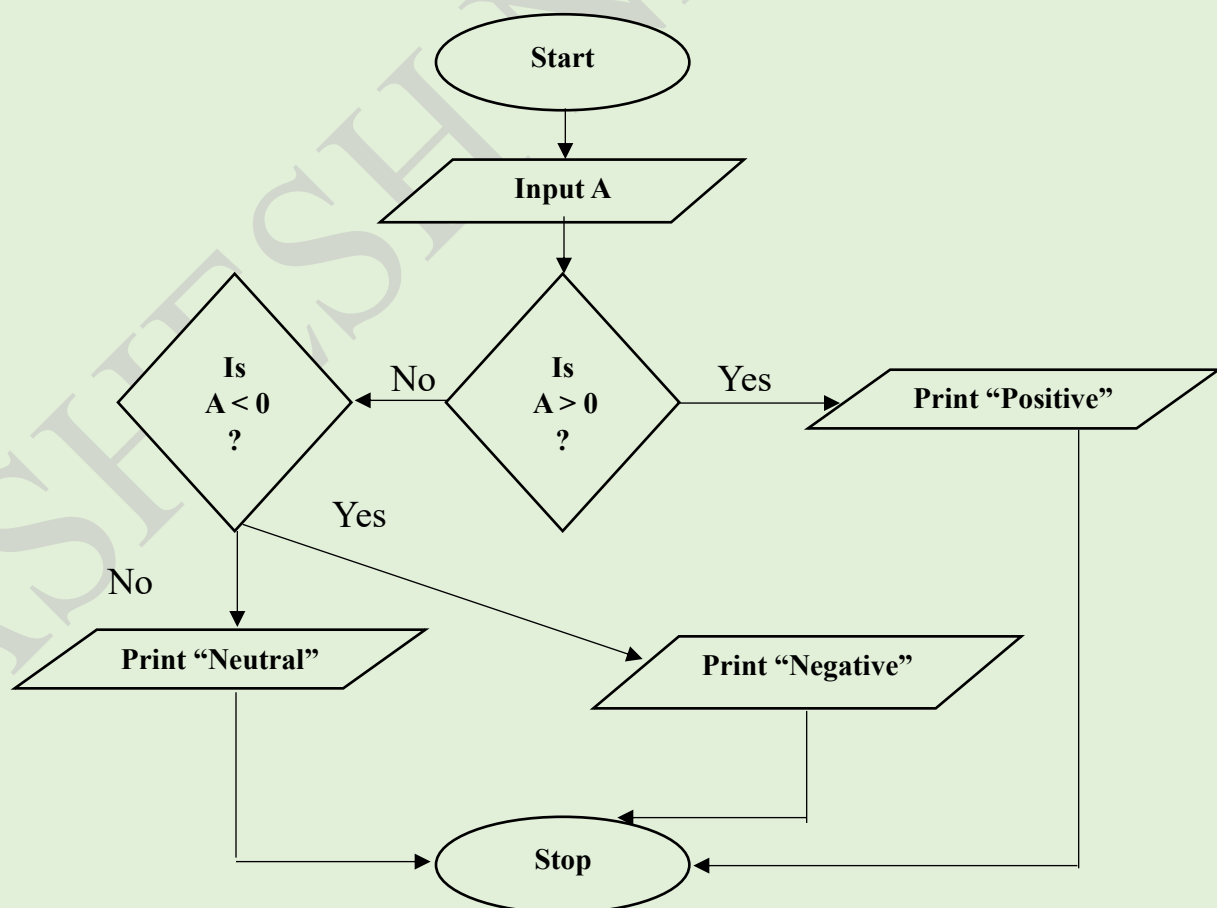 Start
Input A
Is
A < 0
?
No
Is
A > 0
?
Yes
Print “Positive”
Yes
No
Print “Neutral”
Print “Negative”
Stop